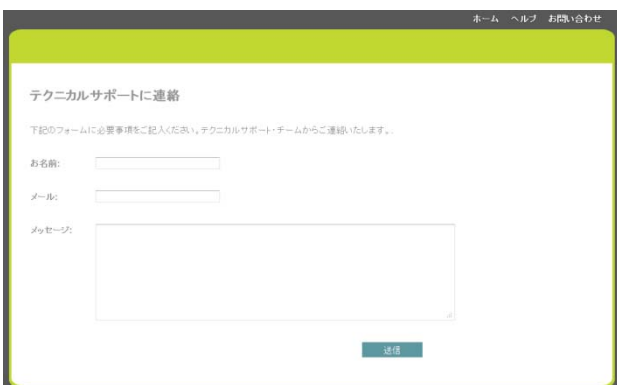 ホーム ヘルプ お問い合わせ
テクニカルサポートに連絡
下記のフォームに必要事項をご記入ください。テクニカルサポート・チームからご連絡いたします。.
お名前:
メール:
メッセージ:
送信